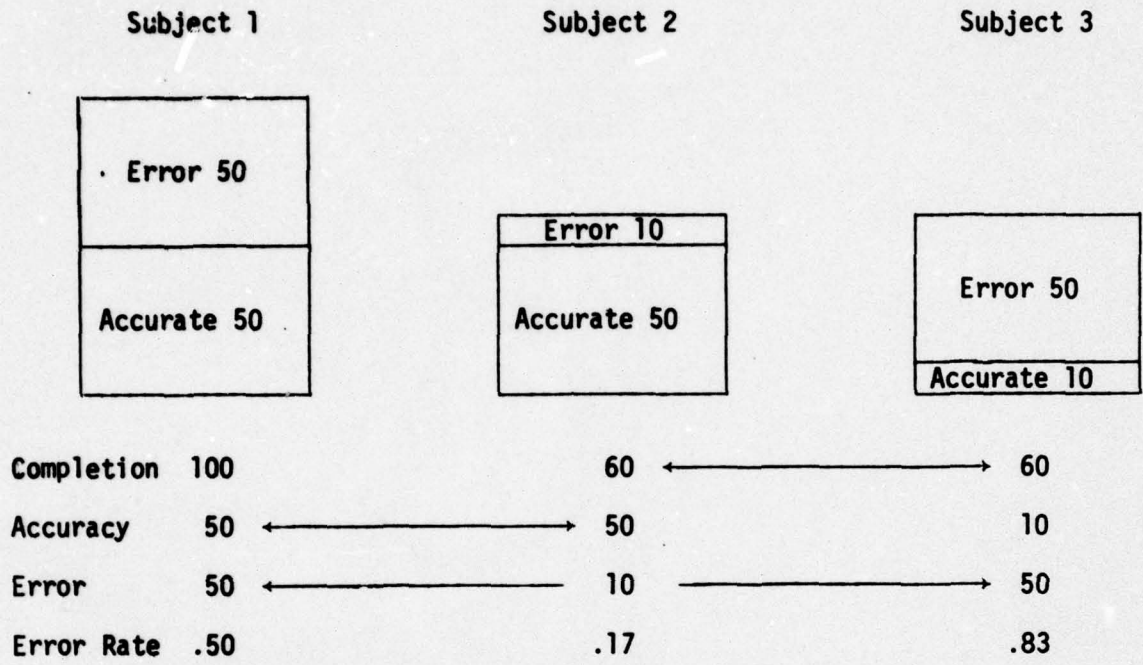 Subject 1 Subject 2 Subject 3
Error 50
Error 10
Error 50
Accurate 50 Accurate 50
Accurate 10
Completion 100 60 60
Accuracy 50 50 10
Error 50 10 50
Error Rate .50 .17 .83